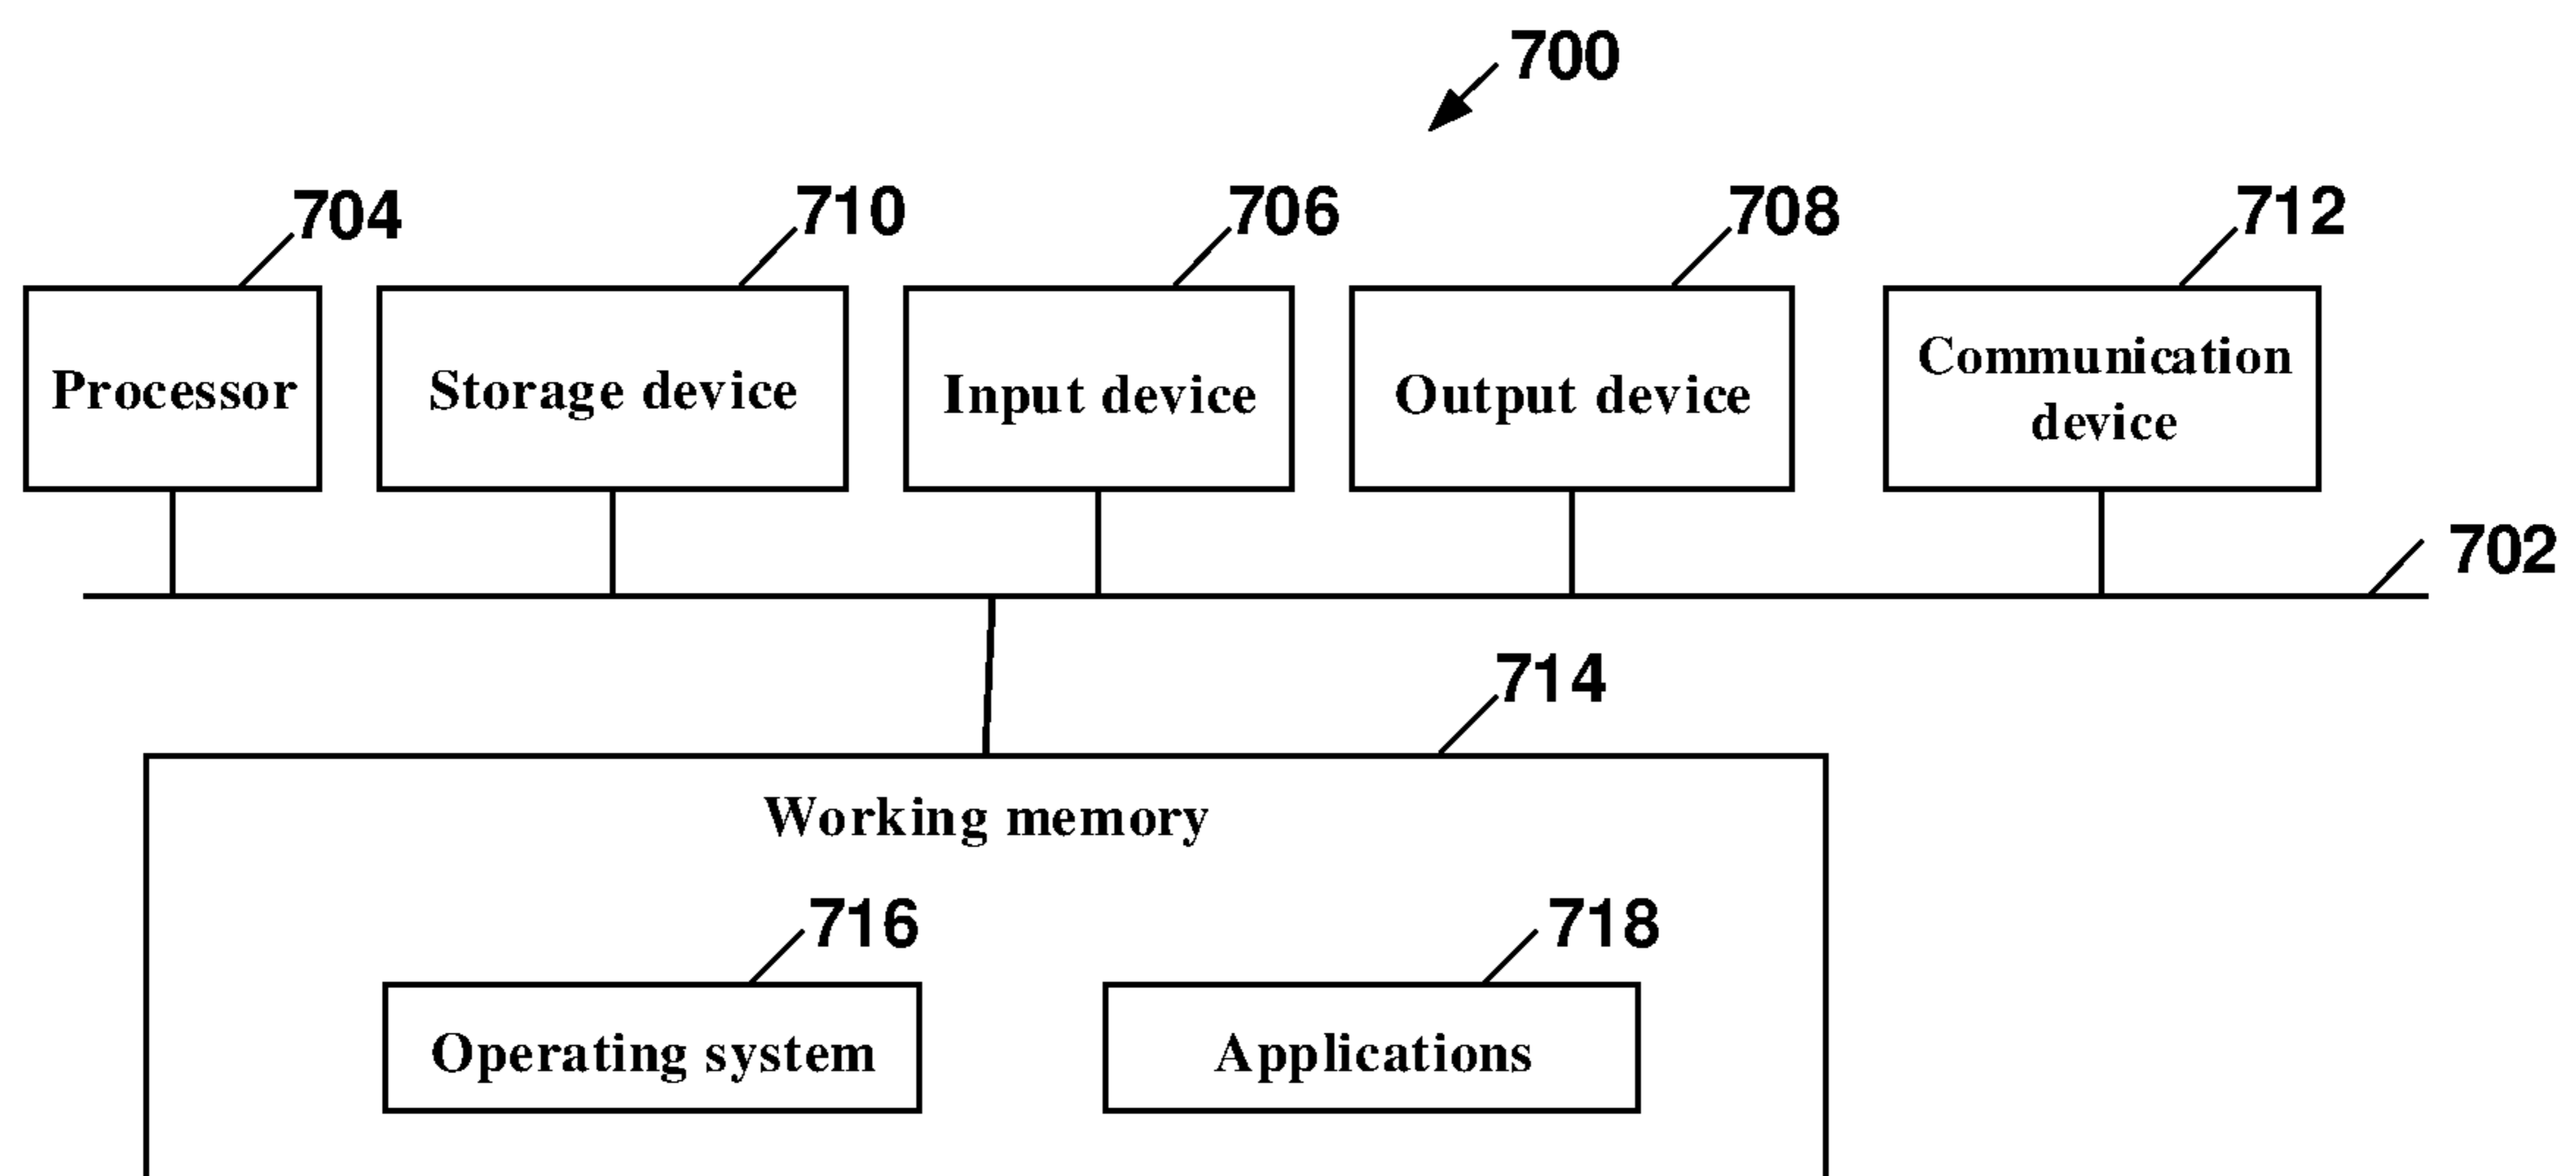 700
704
710
706
708
712
Processor
Storage device
Input device
Output device
Communication
device
702
714
Working memory
716
718
Operating system
Applications